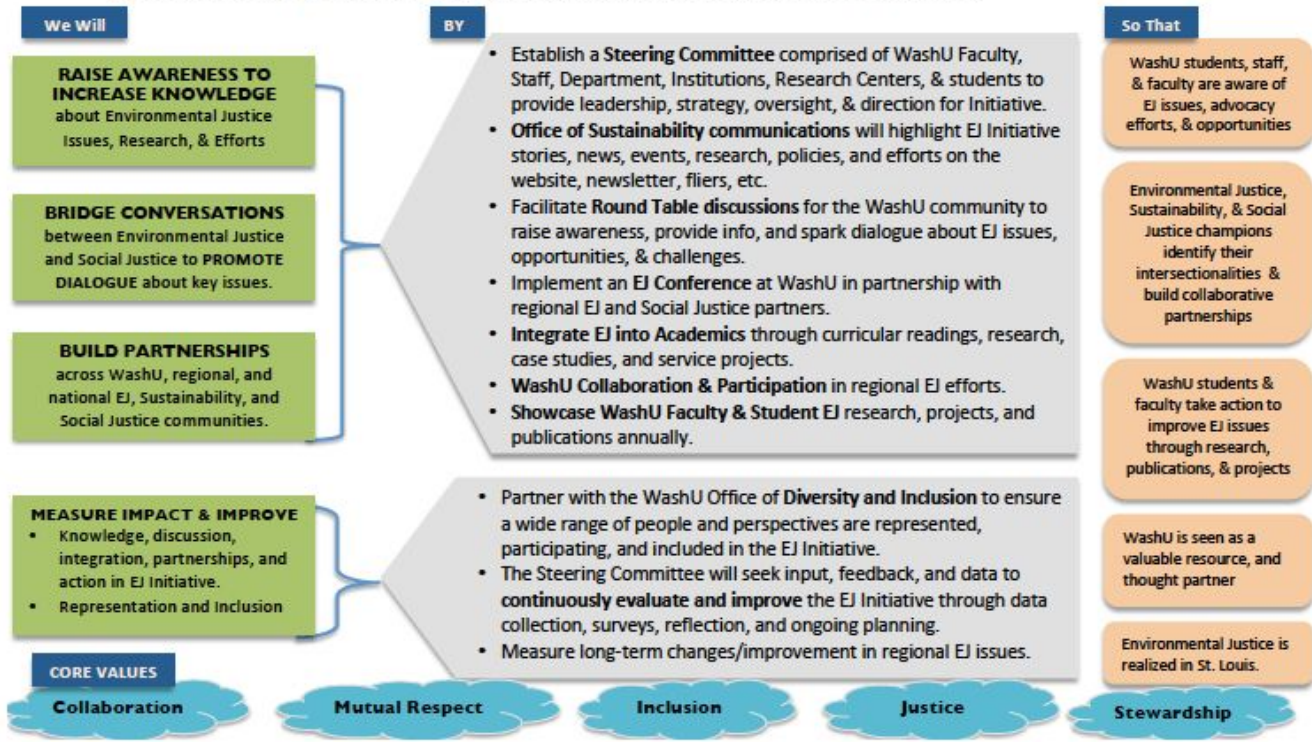 We Will
RAISE AWARENESS TO
INCREASE KNOWLEDGE
about Environmental Justice
Issues, Research, & Efforts
BRIDGE CONVERSATIONS
between Environmental Justice
and Social Justice to PROMOTE
DIALOGUE about key issues.
BUILD PARTNERSHIPS
across WashU, regional, and
national EJ, Sustainability, and
Social Justice communities.
MEASURE IMPACT & IMPROVE
• Knowledge, discussion,
integration, partnerships, and
action in EJ Initiative.
• Representation and Inclusion
BY
• Establish a Steering Committee comprised of WashU Faculty,
Staff, Department, Institutions, Research Centers, & students to
provide leadership, strategy, oversight, & direction for Initiative.
• Office of Sustainability communications will highlight EJ Initiative
stories, news, events, research, policies, and efforts on the
website, newsletter, fliers, etc.
• Facilitate Round Table discussions for the WashU community to
raise awareness, provide info, and spark dialogue about EJ issues,
opportunities, & challenges.
• Implement an EJ Conference at WashU in partnership with
regional EJ and Social Justice partners.
• Integrate EJ into Academics through curricular readings, research,
case studies, and service projects.
• WashU Collaboration & Participation in regional EJ efforts.
• Showcase WashU Faculty & Student EJ research, projects, and
publications annually.
• Partner with the WashU Office of Diversity and Inclusion to ensure
a wide range of people and perspectives are represented,
participating, and included in the EJ Initiative.
• The Steering Committee will seek input, feedback, and data to
continuously evaluate and improve the EJ Initiative through data
collection, surveys, reflection, and ongoing planning.
• Measure long-term changes/improvement in regional EJ issues.
So That
WashU students, staff,
& faculty are aware of
EJ issues, advocacy
efforts, & opportunities
Environmental Justice,
Sustainability, & Social
Justice champions
identify their
intersectionalities &
build collaborative
partnerships
WashU students &
faculty take action to
improve EJ issues
through research,
publications, & projects
WashU is seen as a
valuable resource, and
thought partner
Environmental Justice is
realized in St. Louis.
CORE VALUES
Collaboration
Mutual Respect
Inclusion
Justice
Stewardship